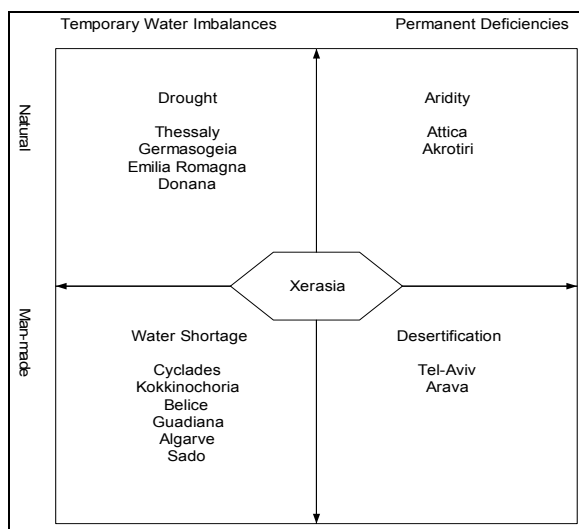 Temporary Water Imbalances
Permanent Deficiencies
Natural
Drought
Thessaly
Germasogeia
Emilia Romagna
Donana
Aridity
Attica
Akrotiri
Xerasia
Man-made
Water Shortage
Cyclades
Kokkinochoria
Belice
Guadiana
Algarve
Sado
Desertification
Tel-Aviv
Arava